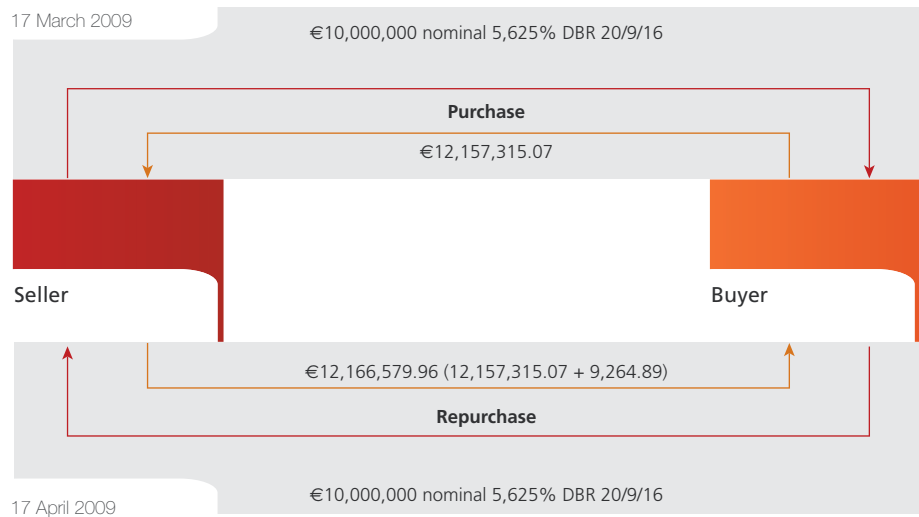 17 March 2009
€10,000,000 nominal 5,625% DBR 20/9/16
Purchase
€12,157,315.07
Seller
Buyer
€12,166,579.96 (12,157,315.07 + 9,264.89)
Repurchase
€10,000,000 nominal 5,625% DBR 20/9/16
17 April 2009